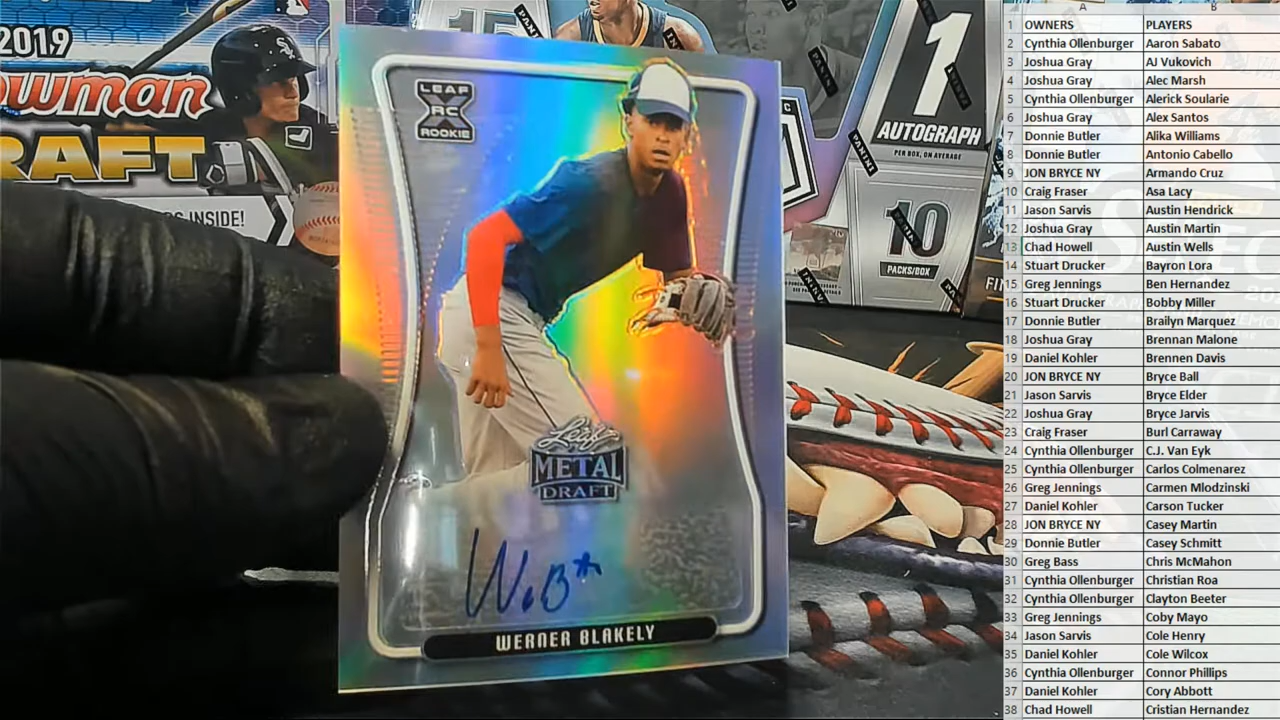 2019
owman
RAFT
INSIDE!
LEAF
RC
ROOKIE
Leaf
METAL
DRAFT
W.B*
WERNER BLAKELY
1
AUTOGRAPH
PER BOX, ON AVERAGE
10
PACKS/BOX
PANINI
A B
1 OWNERS PLAYERS
2 Cynthia Ollenburger Aaron Sabato
3 Joshua Gray AJ Vukovich
4 Joshua Gray Alec Marsh
5 Cynthia Ollenburger Alerick Soularie
6 Joshua Gray Alex Santos
7 Donnie Butler Alika Williams
8 Donnie Butler Antonio Cabello
9 JON BRYCE NY Armando Cruz
10 Craig Fraser Asa Lacy
11 Jason Sarvis Austin Hendrick
12 Joshua Gray Austin Martin
13 Chad Howell Austin Wells
14 Stuart Drucker Bayron Lora
15 Greg Jennings Ben Hernandez
16 Stuart Drucker Bobby Miller
17 Donnie Butler Brailyn Marquez
18 Joshua Gray Brennan Malone
19 Daniel Kohler Brennen Davis
20 JON BRYCE NY Bryce Ball
21 Jason Sarvis Bryce Elder
22 Joshua Gray Bryce Jarvis
23 Craig Fraser Burl Carraway
24 Cynthia Ollenburger C.J. Van Eyk
25 Cynthia Ollenburger Carlos Colmenarez
26 Greg Jennings Carmen Mlodzinski
27 Daniel Kohler Carson Tucker
28 JON BRYCE NY Casey Martin
29 Donnie Butler Casey Schmitt
30 Greg Bass Chris McMahon
31 Cynthia Ollenburger Christian Roa
32 Cynthia Ollenburger Clayton Beeter
33 Greg Jennings Coby Mayo
34 Jason Sarvis Cole Henry
35 Daniel Kohler Cole Wilcox
36 Cynthia Ollenburger Connor Phillips
37 Daniel Kohler Cory Abbott
38 Chad Howell Cristian Hernandez